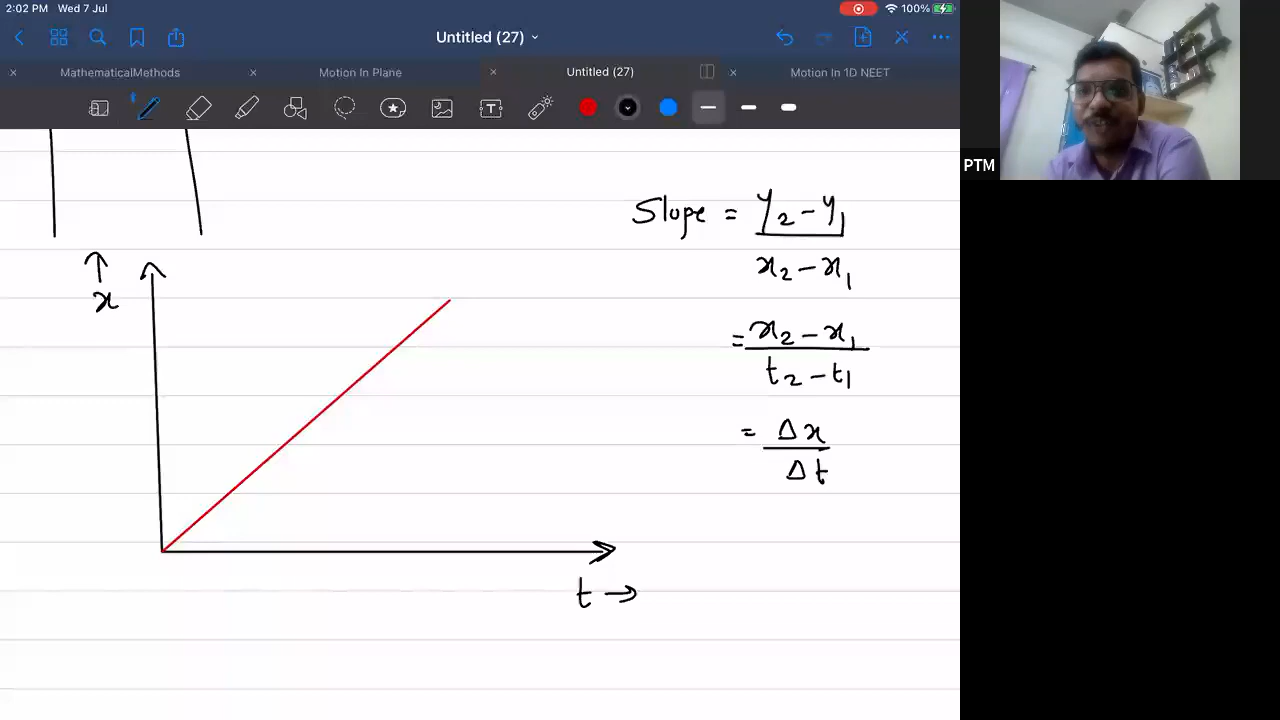 2:02 PM Wed 7 Jul
100%
Untitled (27)
MathematicalMethods
Motion In Plane
Untitled (27)
Motion In 1D NEET
T
PTM
Slope = y₂ - y₁
x₂ - x₁
= x₂ - x₁
t₂ - t₁
= Δx
Δt
↑
x
t →